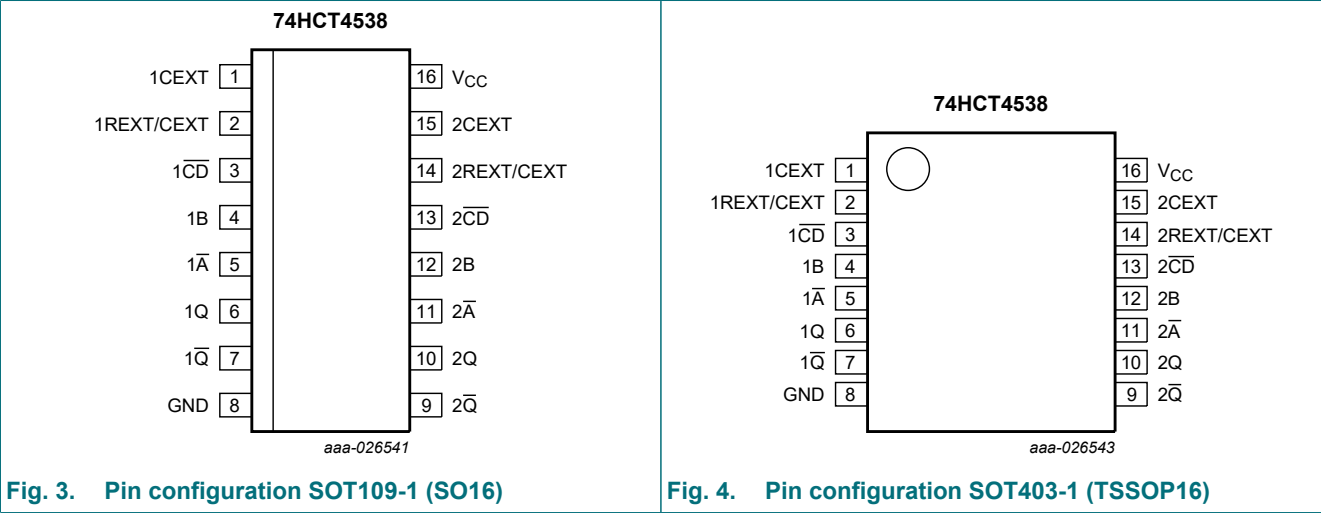 74HCT4538
1CEXT 1 16 VCC
1REXT/CEXT 2 15 2CEXT
1C̅D̅ 3 14 2REXT/CEXT
1B 4 13 2C̅D̅
1A̅ 5 12 2B
1Q 6 11 2A̅
1Q̅ 7 10 2Q
GND 8 9 2Q̅
aaa-026541
Fig. 3. Pin configuration SOT109-1 (SO16)
74HCT4538
1CEXT 1 16 VCC
1REXT/CEXT 2 15 2CEXT
1C̅D̅ 3 14 2REXT/CEXT
1B 4 13 2C̅D̅
1A̅ 5 12 2B
1Q 6 11 2A̅
1Q̅ 7 10 2Q
GND 8 9 2Q̅
aaa-026543
Fig. 4. Pin configuration SOT403-1 (TSSOP16)